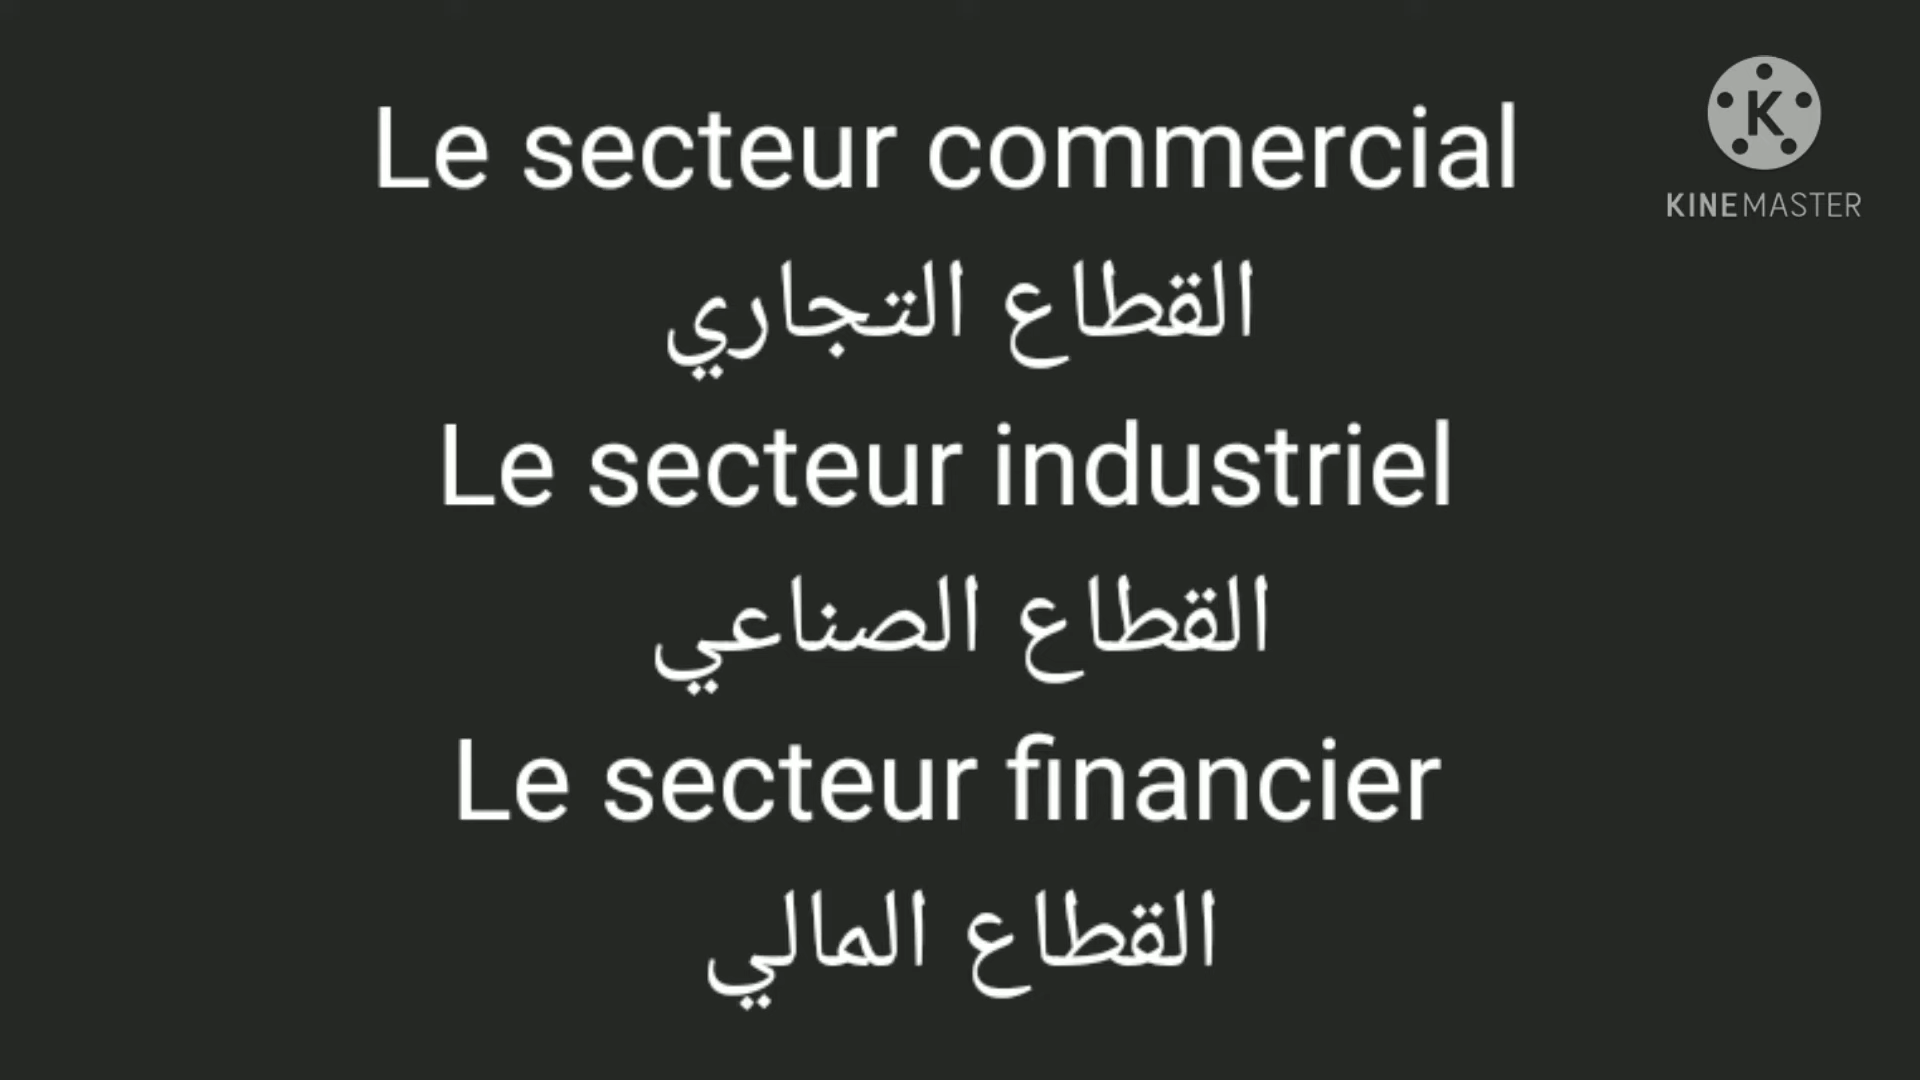 Le secteur commercial
القطاع التجاري
Le secteur industriel
القطاع الصناعي
Le secteur financier
القطاع المالي
K
KINEMASTER